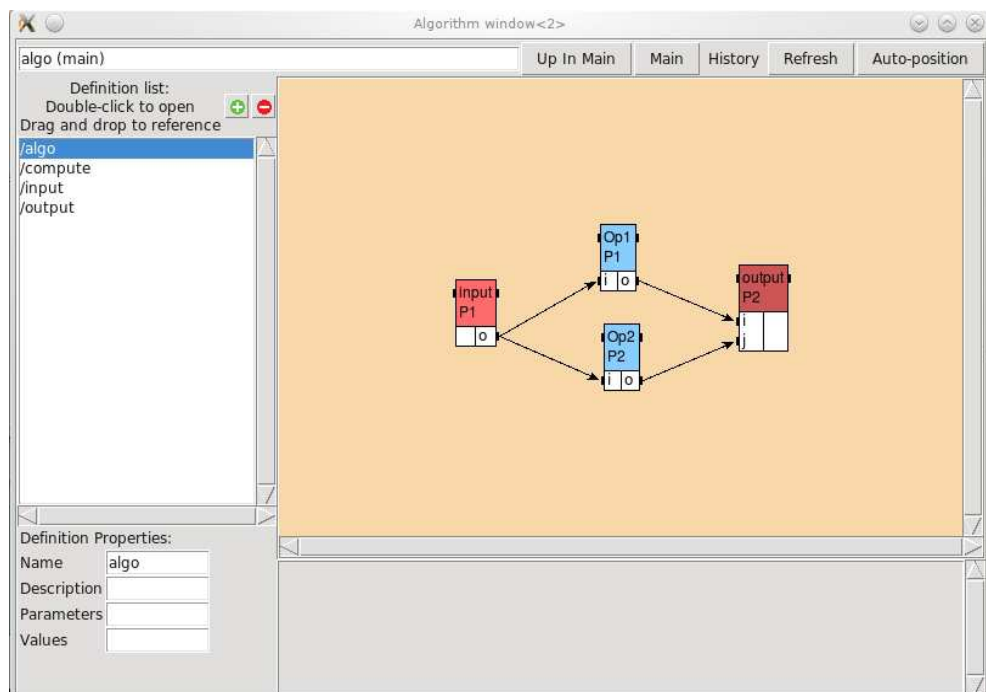 Algorithm window<2>
algo (main)
Up In Main
Main
History
Refresh
Auto-position
Definition list:
Double-click to open
Drag and drop to reference
/algo
/compute
/input
/output
input
P1
o
Op1
P1
i o
Op2
P2
i o
output
P2
i
j
Definition Properties:
Name algo
Description
Parameters
Values